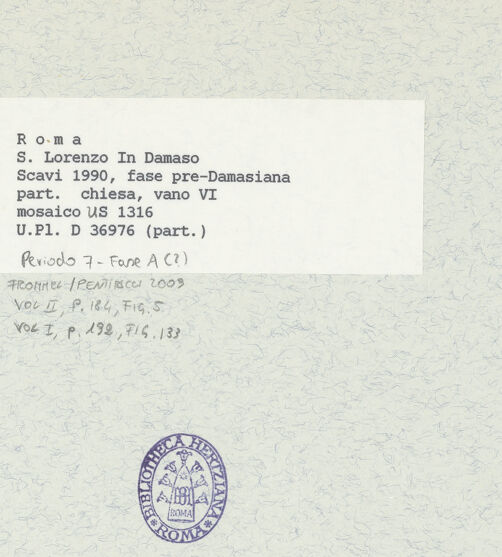 R o m a
S. Lorenzo In Damaso
Scavi 1990, fase pre-Damasiana
part. chiesa, vano VI
mosaico US 1316
U.Pl. D 36976 (part.)
Periodo 7 - Fase A (?)
FROMMEL / PENTIRICCI 2009
VOL II, P. 184, FIG. 5
VOL I, P. 192, FIG. 133
BIBLIOTHECA HERTZIANA
ROMA
* ROMA *